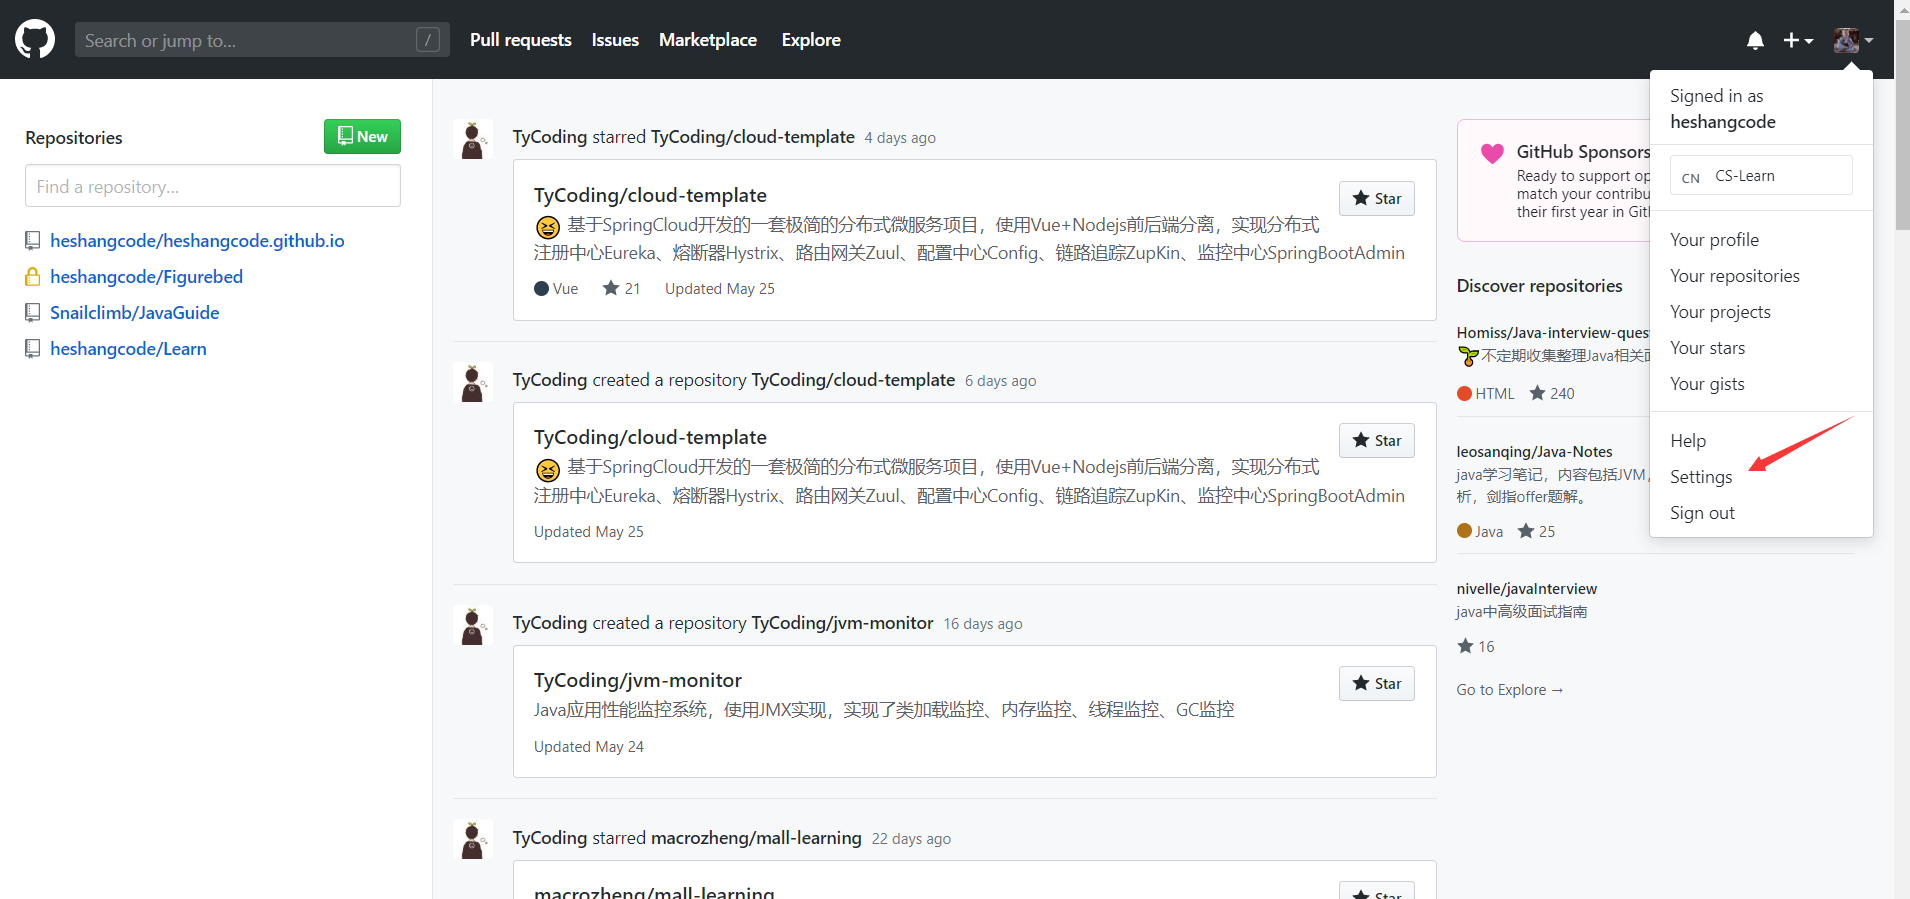 Search or jump to...
/
Pull requests
Issues
Marketplace
Explore
Repositories
New
Find a repository...
heshangcode/heshangcode.github.io
heshangcode/Figurebed
Snailclimb/JavaGuide
heshangcode/Learn
TyCoding starred TyCoding/cloud-template 4 days ago
TyCoding/cloud-template
Star
基于SpringCloud开发的一套极简的分布式微服务项目，使用Vue+Nodejs前后端分离，实现分布式
注册中心Eureka、熔断器Hystrix、路由网关Zuul、配置中心Config、链路追踪ZupKin、监控中心SpringBootAdmin
Vue 21 Updated May 25
TyCoding created a repository TyCoding/cloud-template 6 days ago
TyCoding/cloud-template
Star
基于SpringCloud开发的一套极简的分布式微服务项目，使用Vue+Nodejs前后端分离，实现分布式
注册中心Eureka、熔断器Hystrix、路由网关Zuul、配置中心Config、链路追踪ZupKin、监控中心SpringBootAdmin
Updated May 25
TyCoding created a repository TyCoding/jvm-monitor 16 days ago
TyCoding/jvm-monitor
Star
Java应用性能监控系统，使用JMX实现，实现了类加载监控、内存监控、线程监控、GC监控
Updated May 24
TyCoding starred macrozheng/mall-learning 22 days ago
macrozheng/mall-learning
Star
GitHub Sponsors
Ready to support op
match your contribu
their first year in Git
Discover repositories
Homiss/Java-interview-ques
不定期收集整理Java相关
HTML 240
leosanqing/Java-Notes
java学习笔记，内容包括JVM，
析，剑指offer题解。
Java 25
nivelle/javaInterview
java中高级面试指南
16
Go to Explore →
Signed in as
heshangcode
CN CS-Learn
Your profile
Your repositories
Your projects
Your stars
Your gists
Help
Settings
Sign out